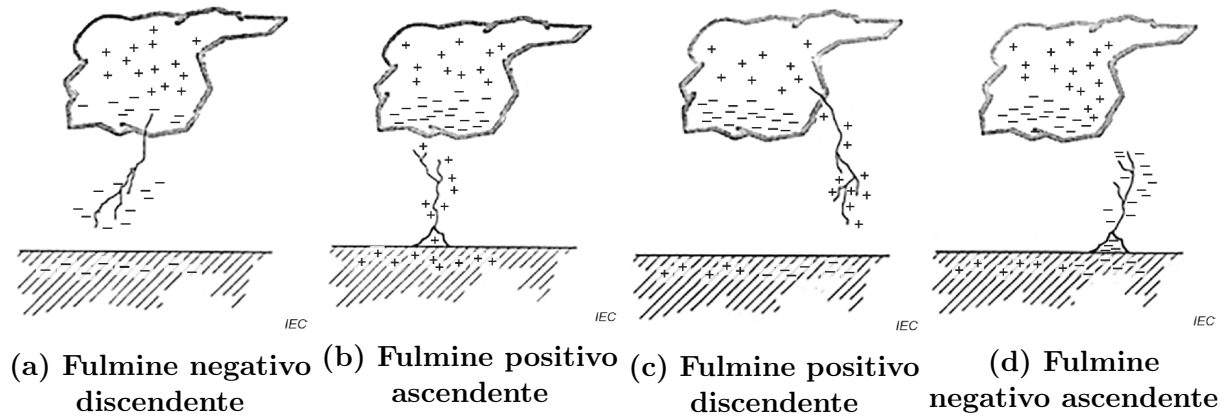 IEC
IEC
IEC
IEC
(a) Fulmine negativo
discendente
(b) Fulmine positivo
ascendente
(c) Fulmine positivo
discendente
(d) Fulmine
negativo ascendente